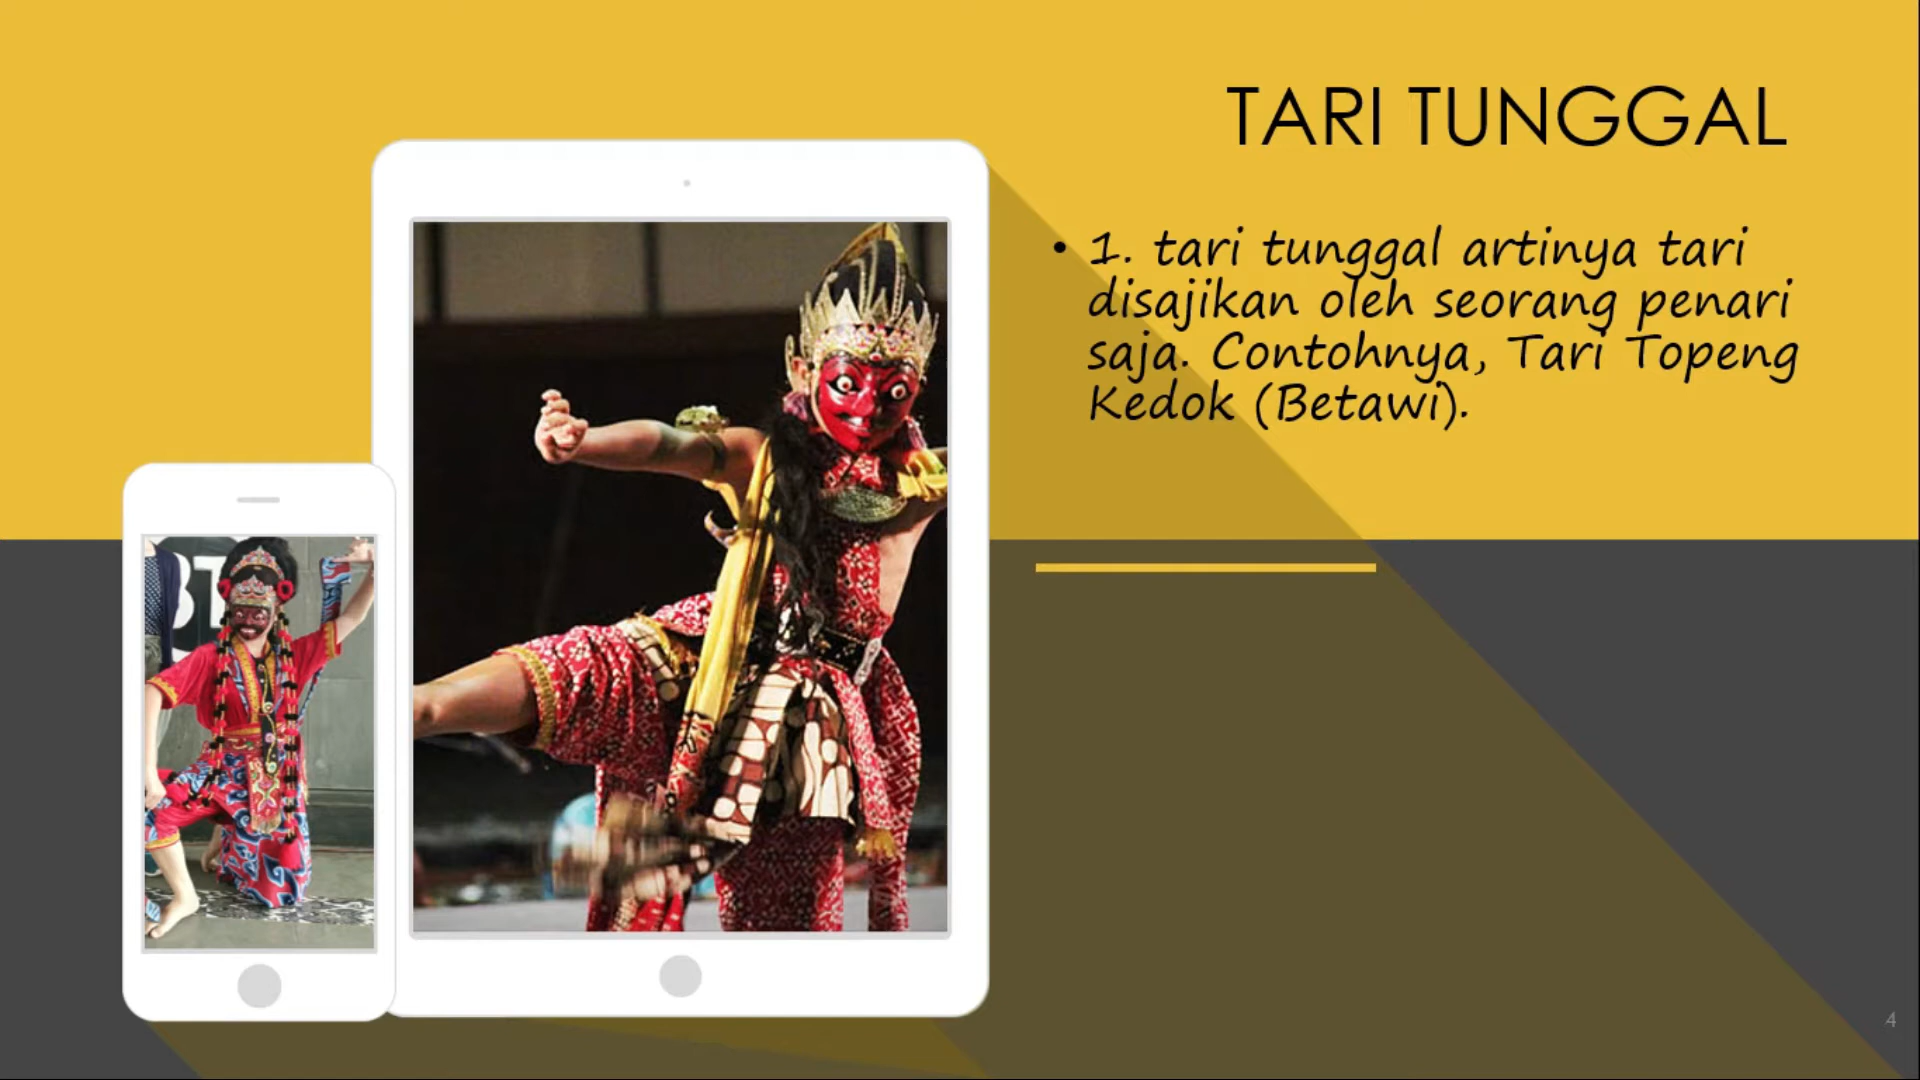 TARI TUNGGAL
• 1. tari tunggal artinya tari
disajikan oleh seorang penari
saja. Contohnya, Tari Topeng
Kedok (Betawi).
4